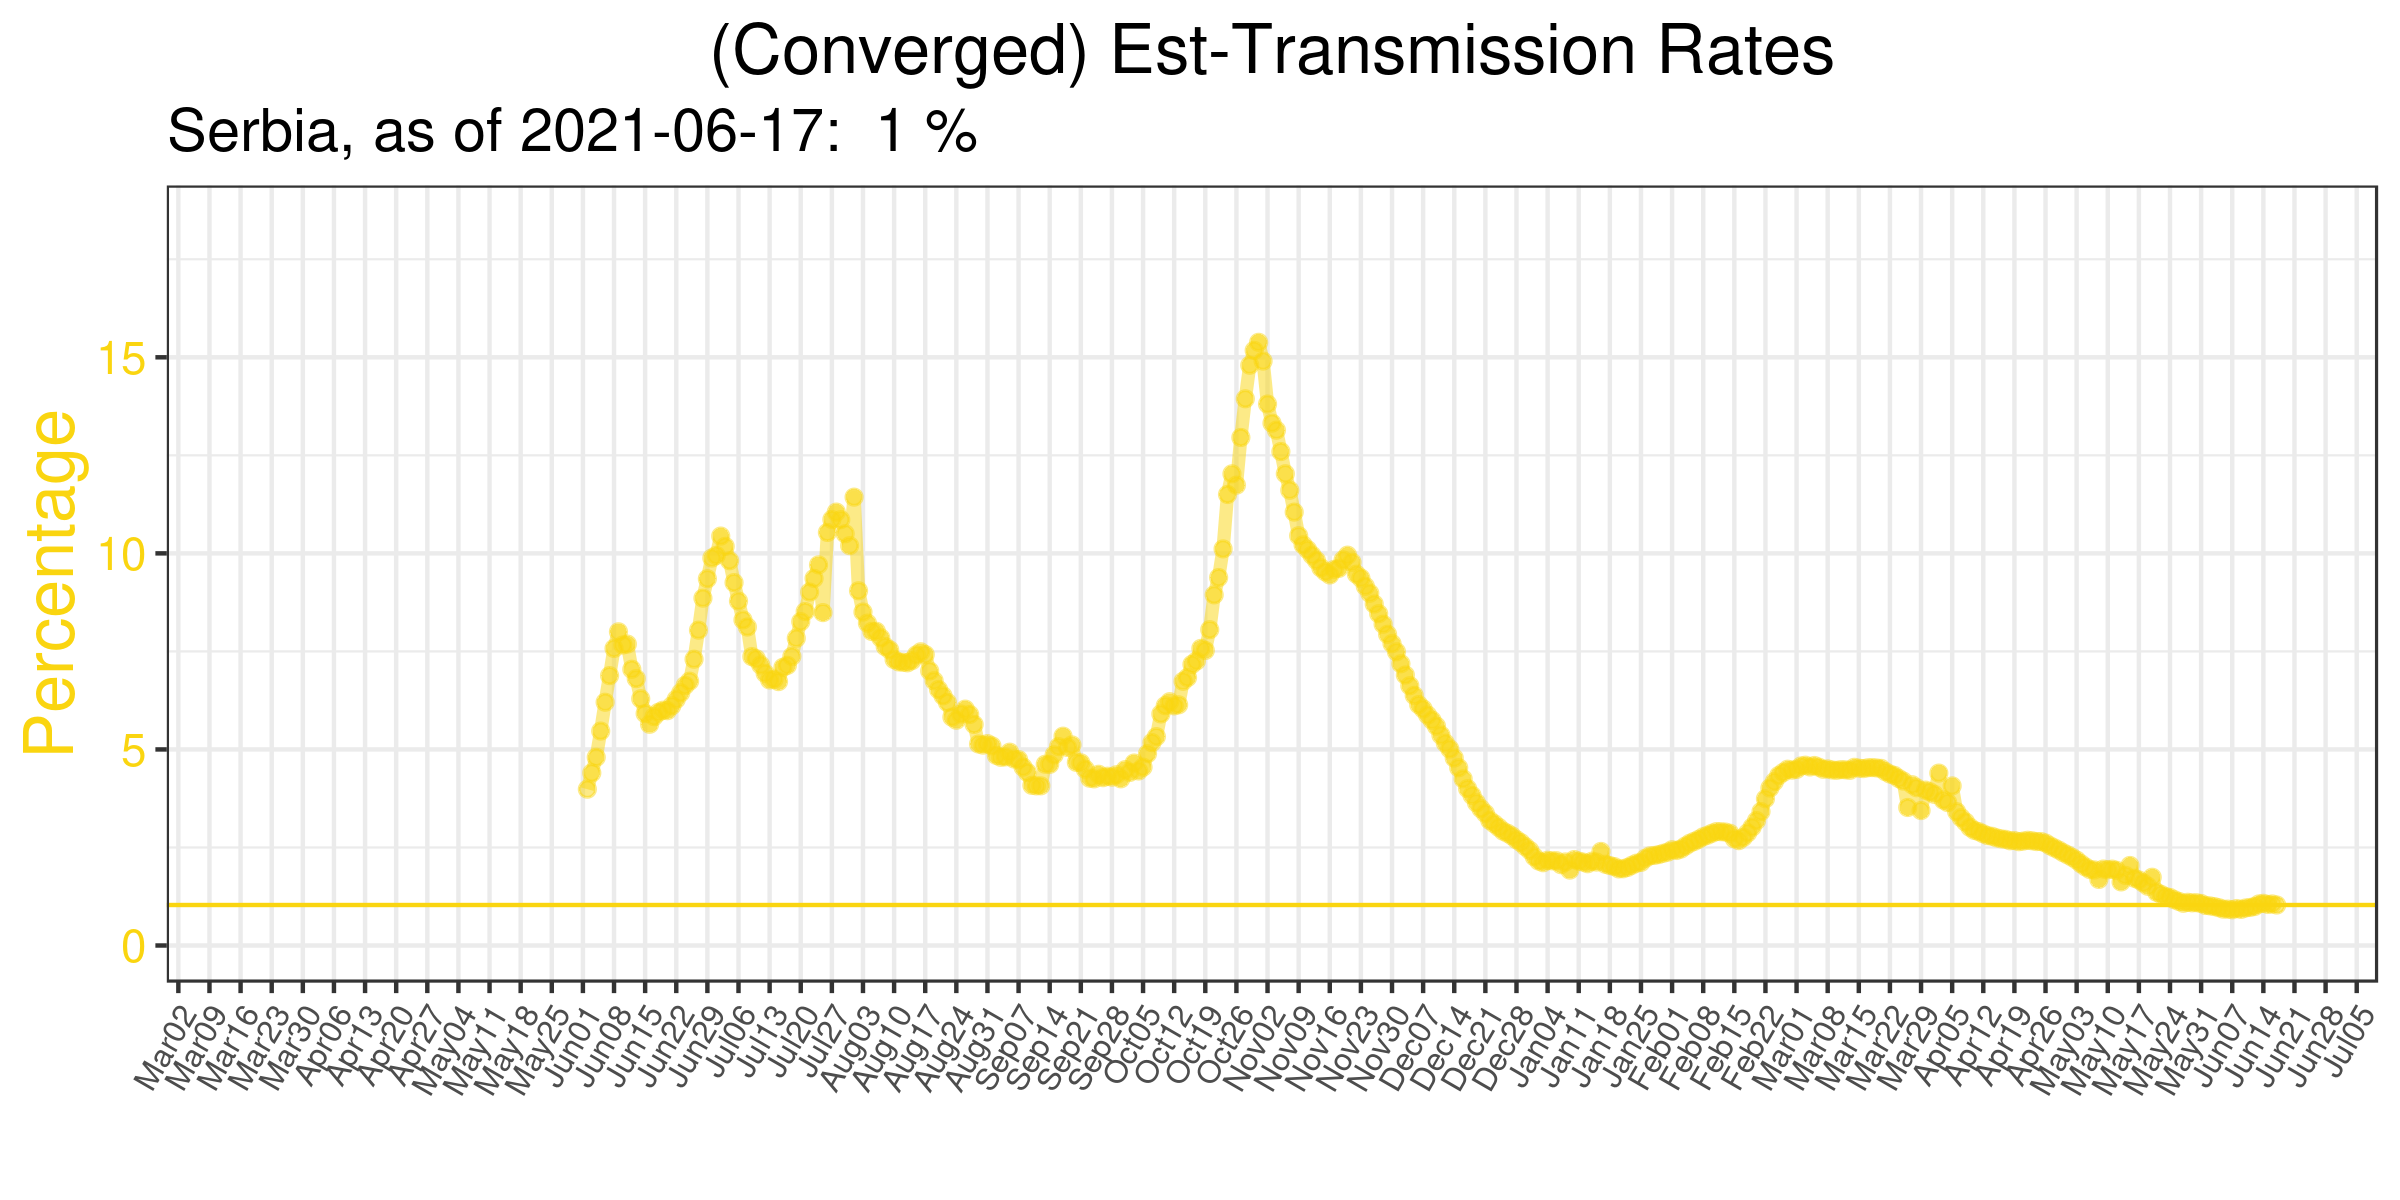 (Converged) Est-Transmission Rates
Serbia, as of 2021-06-17: 1 %
Percentage
15
10
5
0
Mar02
Mar09
Mar16
Mar23
Mar30
Apr06
Apr13
Apr20
Apr27
May04
May11
May18
May25
Jun01
Jun08
Jun15
Jun22
Jun29
Jul06
Jul13
Jul20
Jul27
Aug03
Aug10
Aug17
Aug24
Aug31
Sep07
Sep14
Sep21
Sep28
Oct05
Oct12
Oct19
Oct26
Nov02
Nov09
Nov16
Nov23
Nov30
Dec07
Dec14
Dec21
Dec28
Jan04
Jan11
Jan18
Jan25
Feb01
Feb08
Feb15
Feb22
Mar01
Mar08
Mar15
Mar22
Mar29
Apr05
Apr12
Apr19
Apr26
May03
May10
May17
May24
May31
Jun07
Jun14
Jun21
Jun28
Jul05